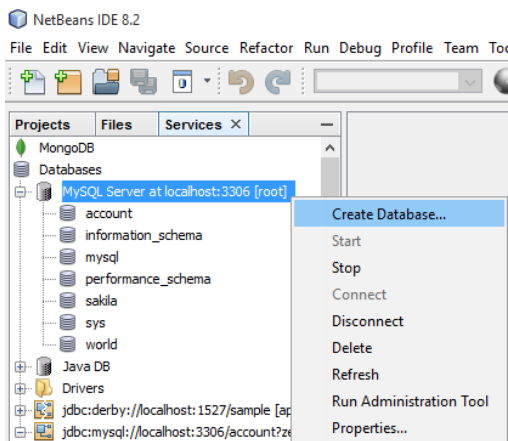 NetBeans IDE 8.2
File Edit View Navigate Source Refactor Run Debug Profile Team
Projects Files Services
MongoDB
Databases
MySQL Server at localhost:3306 [root]
account
information_schema
mysql
performance_schema
sakila
sys
world
Java DB
Drivers
jdbc:derby://localhost:1527/sample [ap
jdbc:mysql://localhost:3306/account?ze
Create Database...
Start
Stop
Connect
Disconnect
Delete
Refresh
Run Administration Tool
Properties...